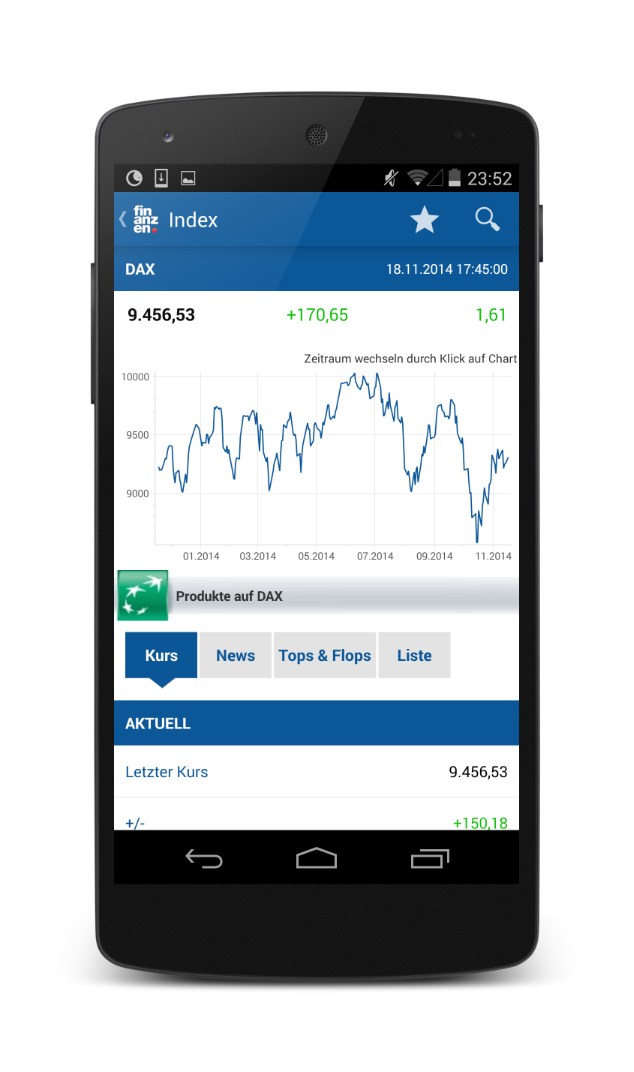 23:52
fin
anz
en
Index
DAX 18.11.2014 17:45:00
9.456,53 +170,65 1,61
Zeitraum wechseln durch Klick auf Chart
10000
9500
9000
01.2014 03.2014 05.2014 07.2014 09.2014 11.2014
Produkte auf DAX
Kurs News Tops & Flops Liste
AKTUELL
Letzter Kurs 9.456,53
+/- +150,18